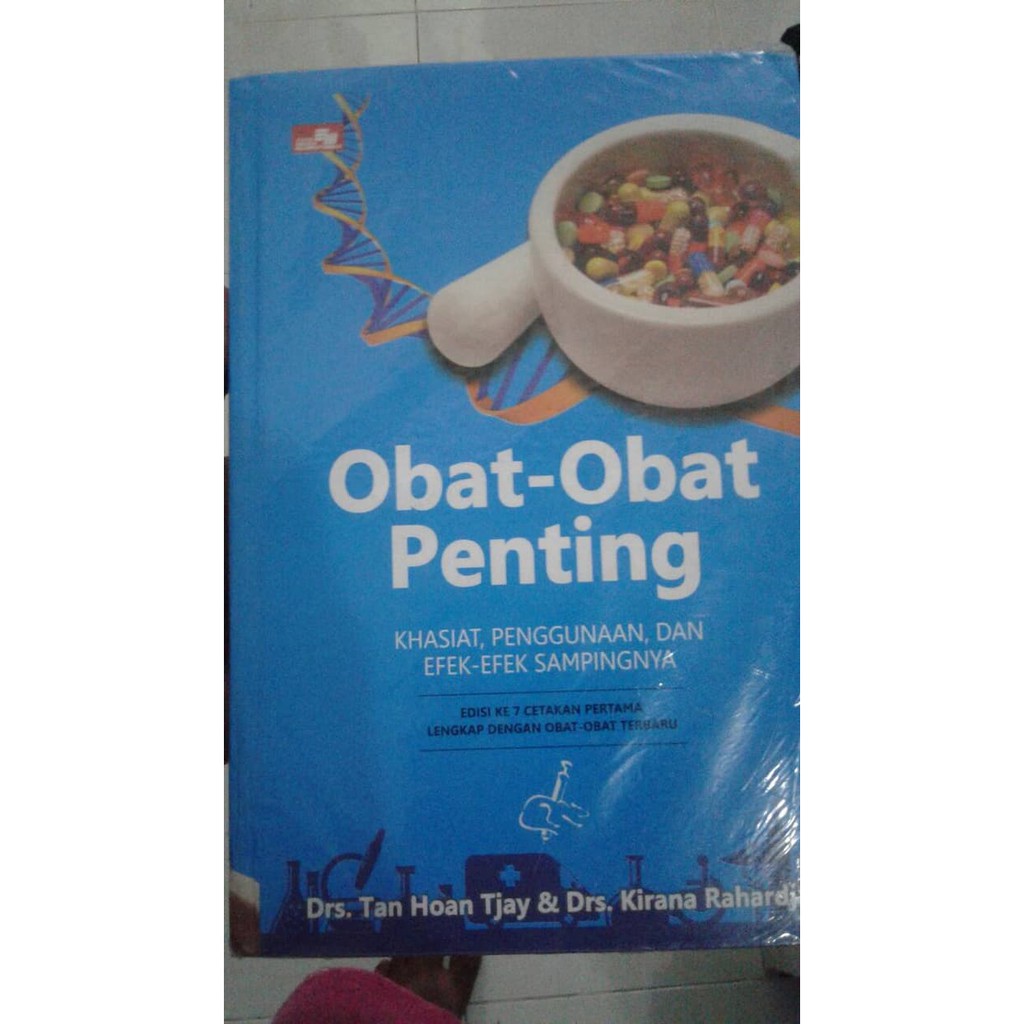 Obat-Obat
Penting
KHASIAT, PENGGUNAAN, DAN
EFEK-EFEK SAMPINGNYA
EDISI KE 7 CETAKAN PERTAMA
LENGKAP DENGAN OBAT-OBAT TERBARU
Drs. Tan Hoan Tjay & Drs. Kirana Rahardj